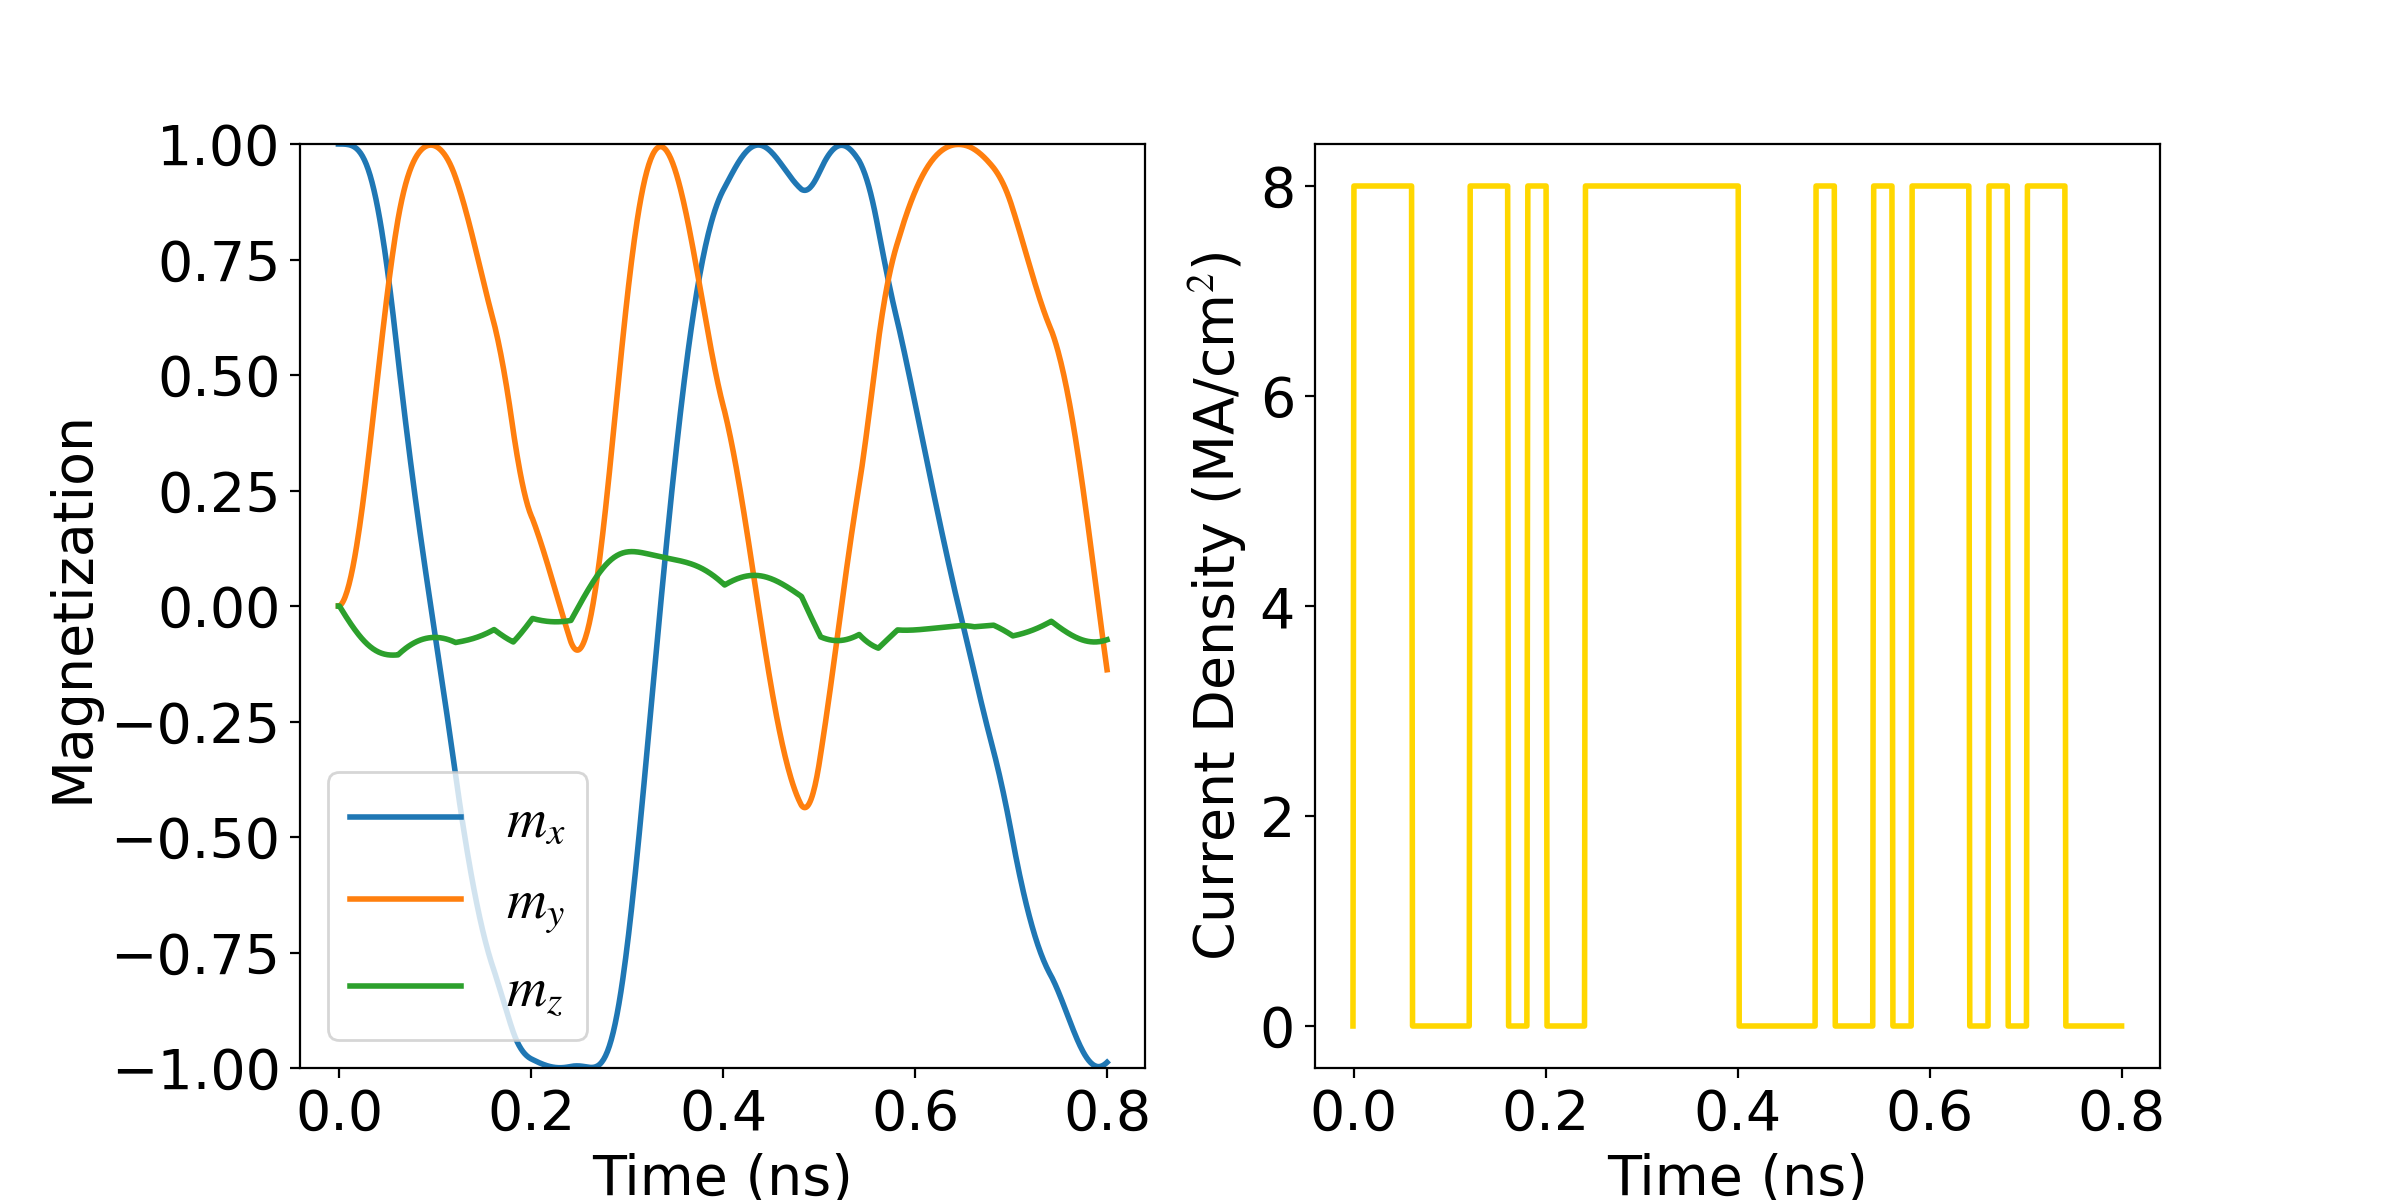 Magnetization
1.00
0.75
0.50
0.25
0.00
−0.25
−0.50
−0.75
−1.00
m_x
m_y
m_z
0.0 0.2 0.4 0.6 0.8
Time (ns)
Current Density (MA/cm²)
8
6
4
2
0
0.0 0.2 0.4 0.6 0.8
Time (ns)